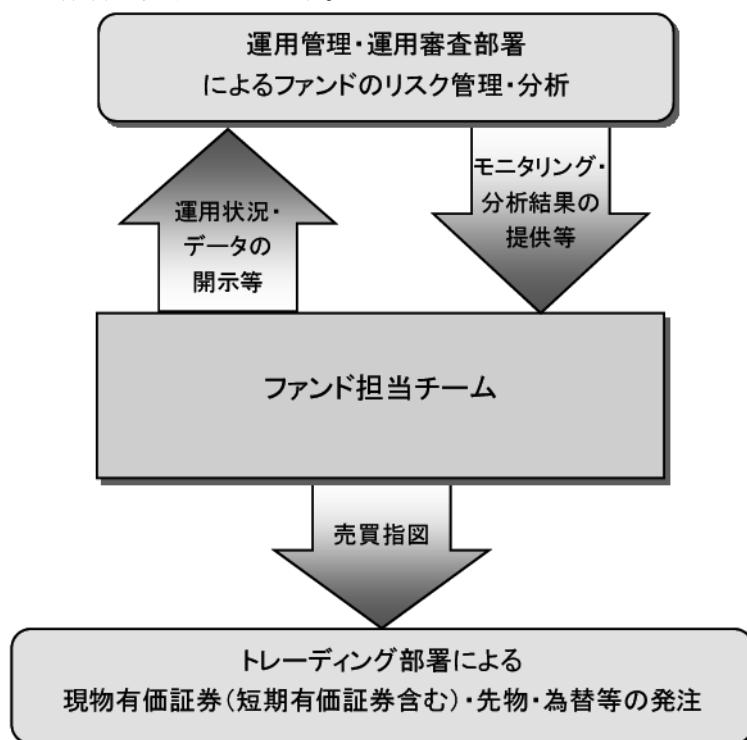 運用管理・運用審査部署
によるファンドのリスク管理・分析
運用状況・
データの
開示等
モニタリング・
分析結果の
提供等
ファンド担当チーム
売買指図
トレーディング部署による
現物有価証券(短期有価証券含む)・先物・為替等の発注